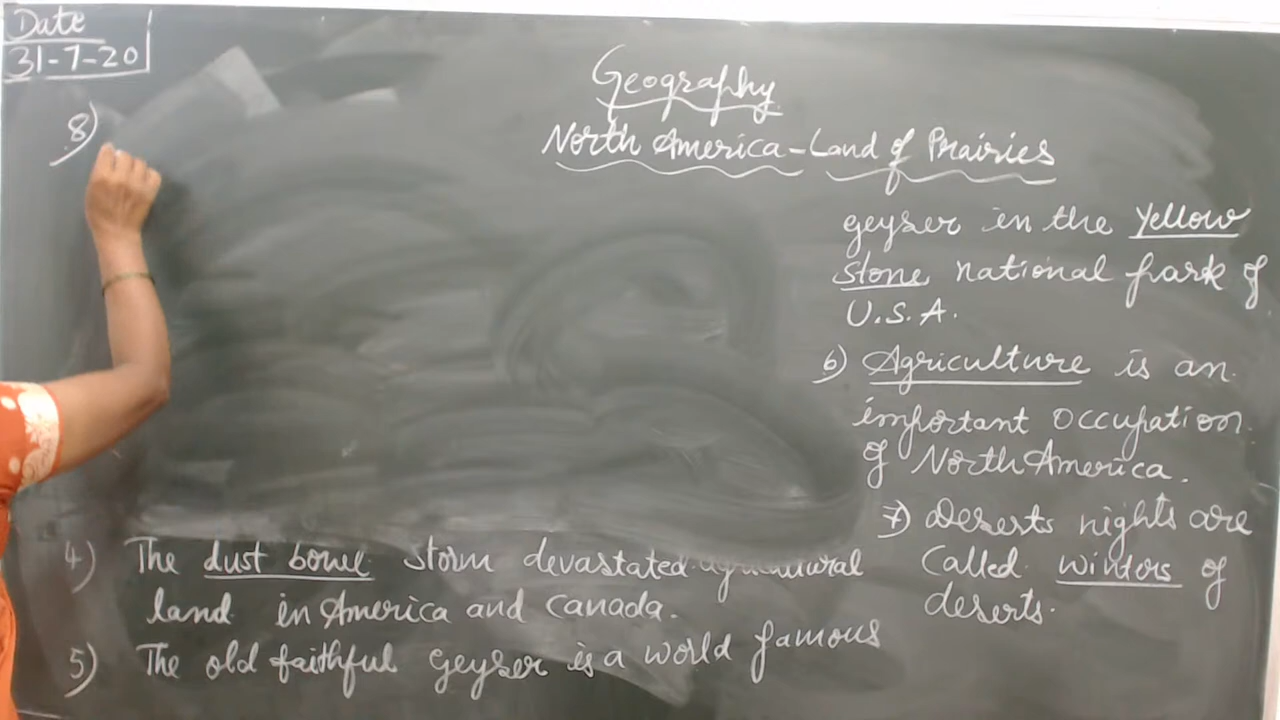 Date
31-7-20
Geography
North America-Land of Prairies
8)
4) The dust bowl storm devastated agricultural
land in America and Canada.
5) The old faithful geyser is a world famous
geyser in the Yellow
stone national park of
U.S.A.
6) Agriculture is an
important occupation
of North America.
7) Deserts nights are
called winters of
deserts.